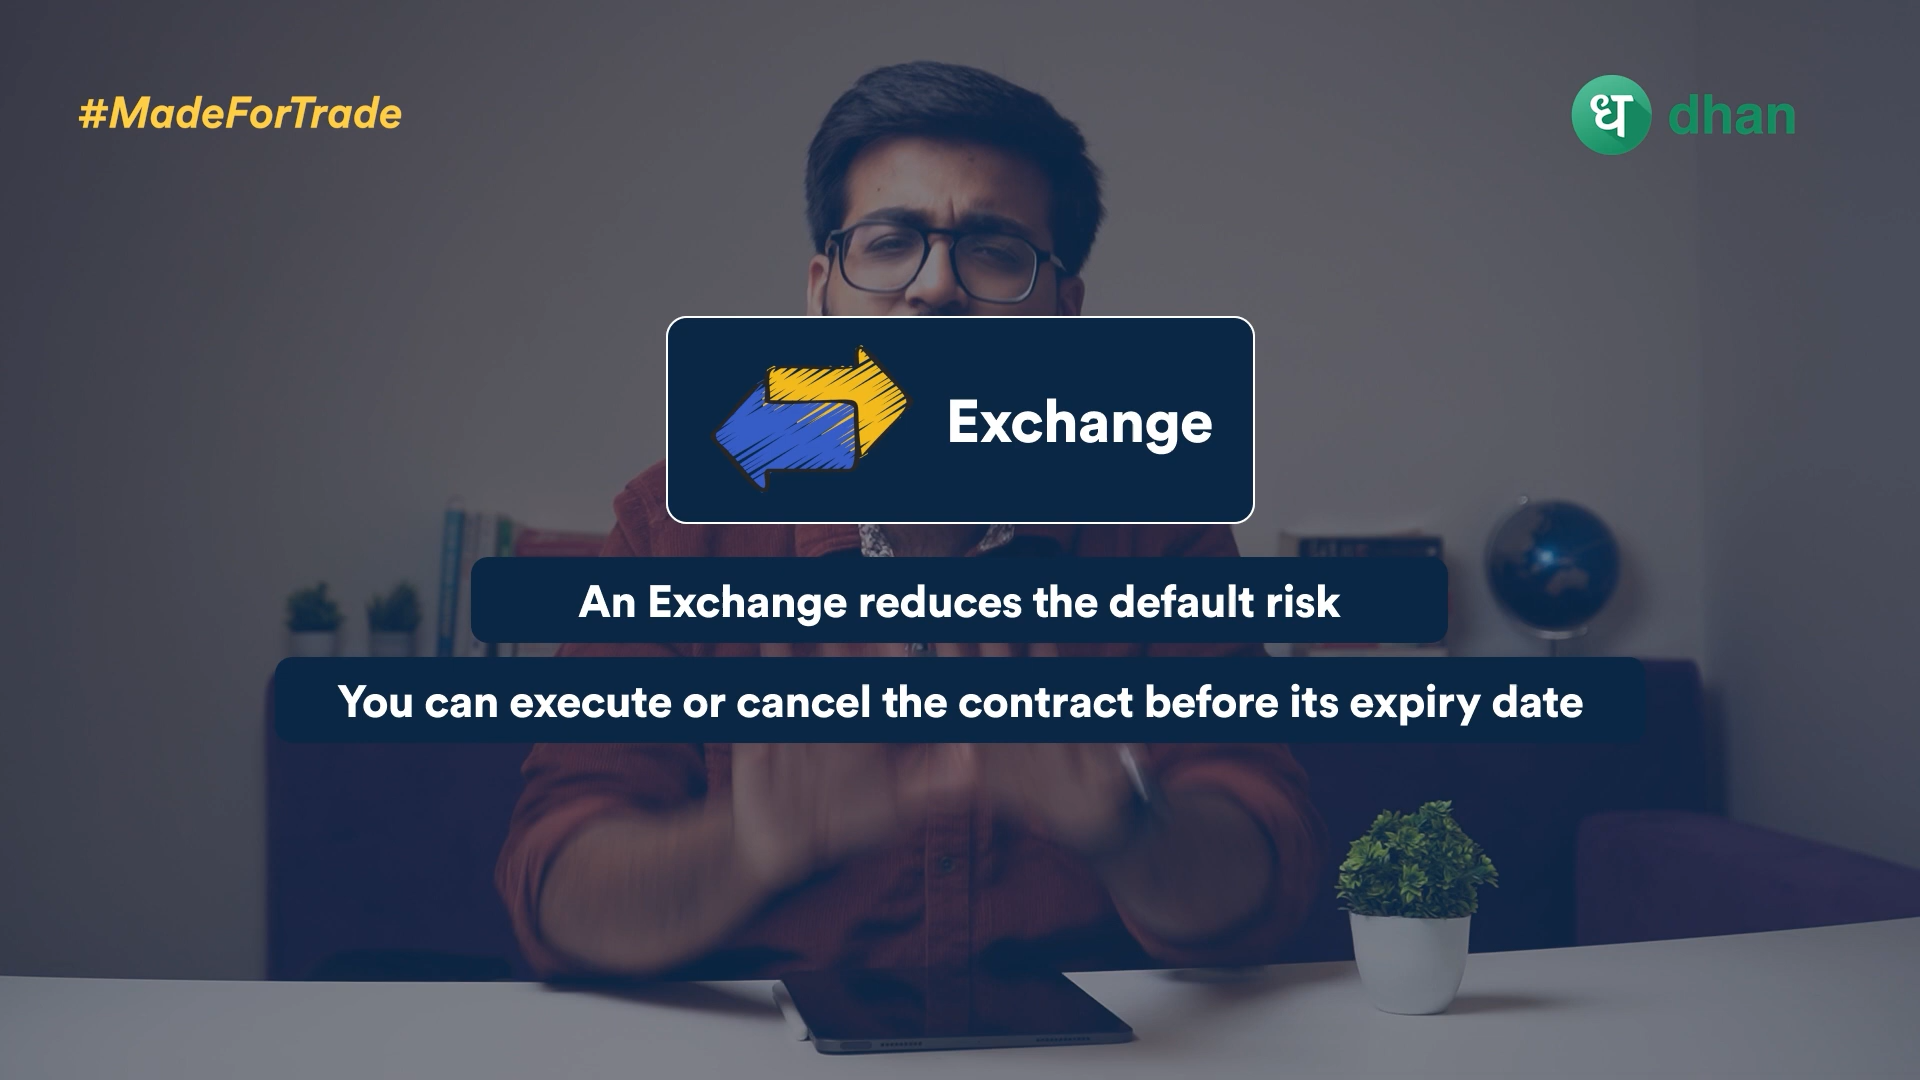 #MadeForTrade
ध dhan
Exchange
An Exchange reduces the default risk
You can execute or cancel the contract before its expiry date